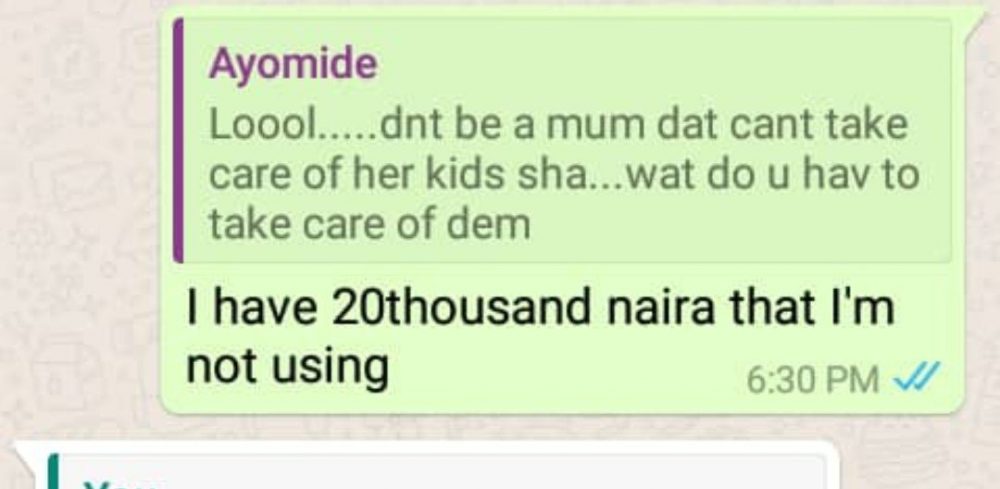 Ayomide
Loool.....dnt be a mum dat cant take
care of her kids sha...wat do u hav to
take care of dem
I have 20thousand naira that I'm
not using
6:30 PM